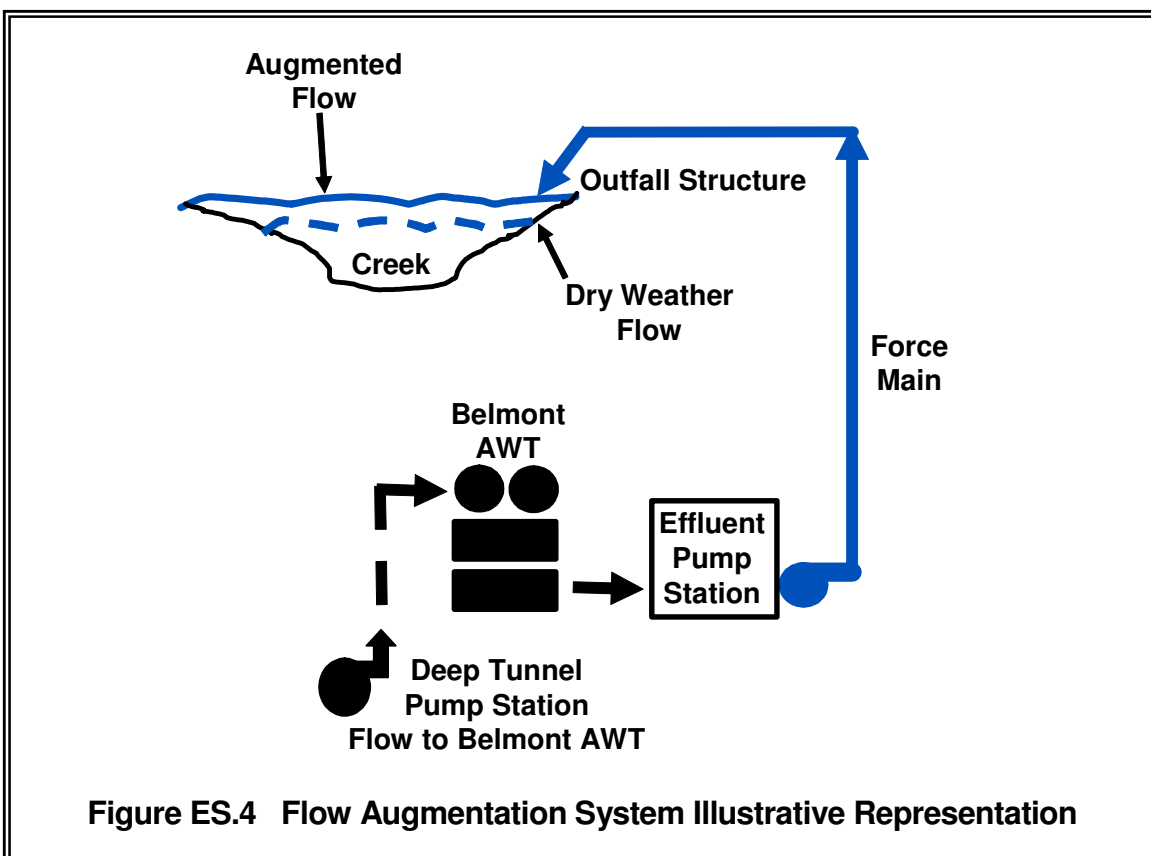 Augmented
Flow
Outfall Structure
Creek
Dry Weather
Flow
Force
Main
Belmont
AWT
Effluent
Pump
Station
Deep Tunnel
Pump Station
Flow to Belmont AWT
Figure ES.4 Flow Augmentation System Illustrative Representation